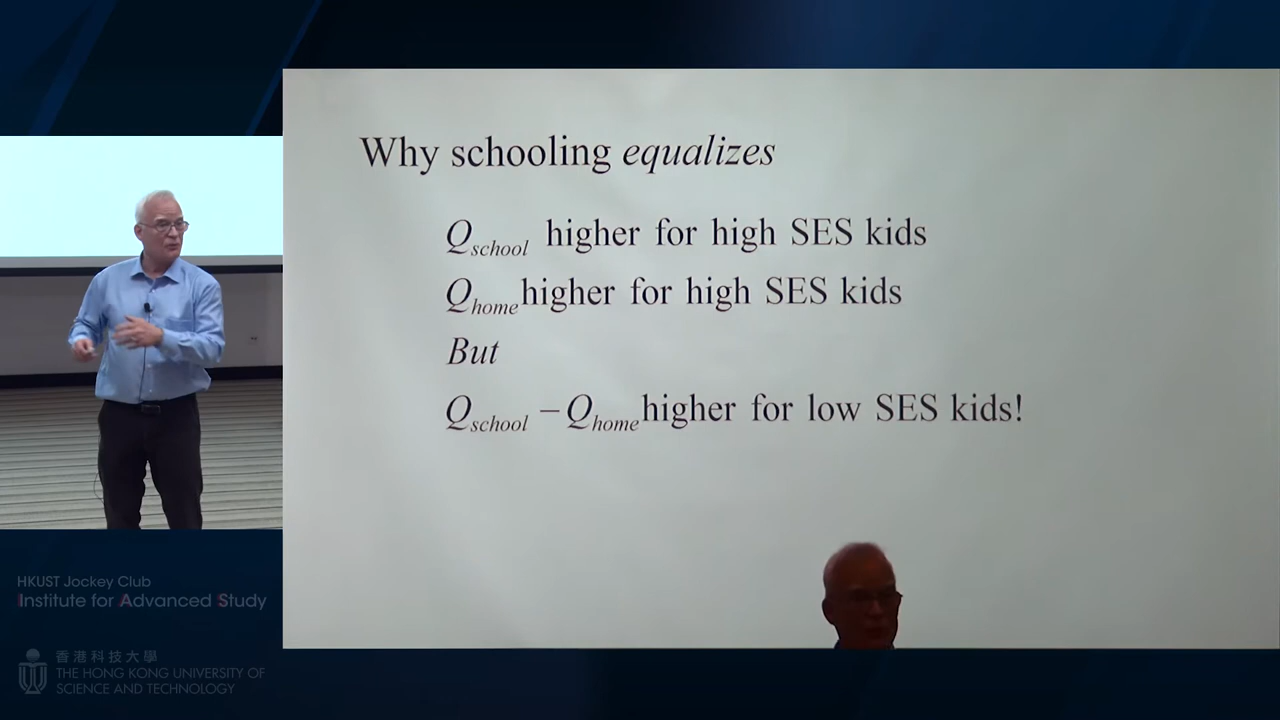 Why schooling equalizes
Q_school higher for high SES kids
Q_home higher for high SES kids
But
Q_school − Q_home higher for low SES kids!
HKUST Jockey Club
Institute for Advanced Study
香港科技大學
THE HONG KONG UNIVERSITY OF
SCIENCE AND TECHNOLOGY